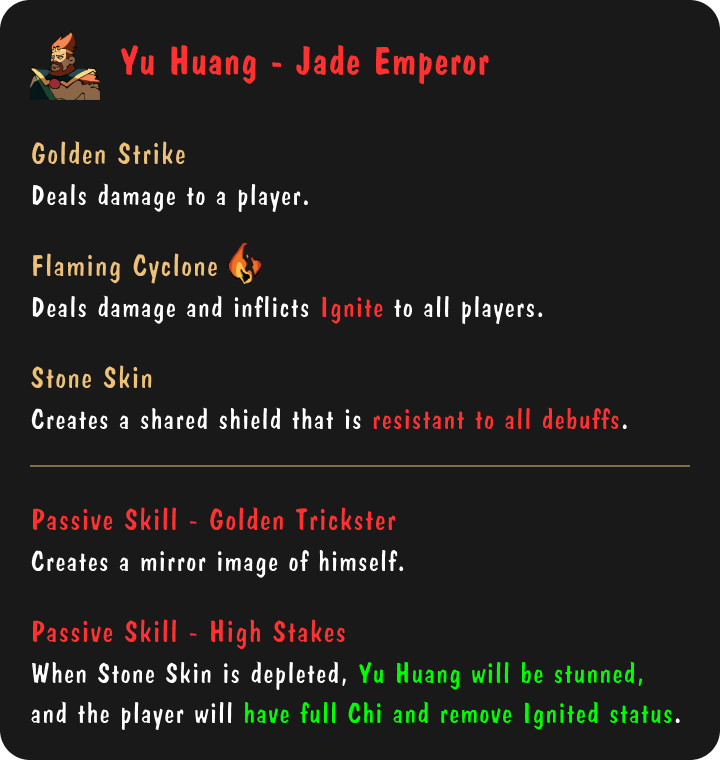 Yu Huang - Jade Emperor
Golden Strike
Deals damage to a player.
Flaming Cyclone
Deals damage and inflicts Ignite to all players.
Stone Skin
Creates a shared shield that is resistant to all debuffs.
Passive Skill - Golden Trickster
Creates a mirror image of himself.
Passive Skill - High Stakes
When Stone Skin is depleted, Yu Huang will be stunned,
and the player will have full Chi and remove Ignited status.